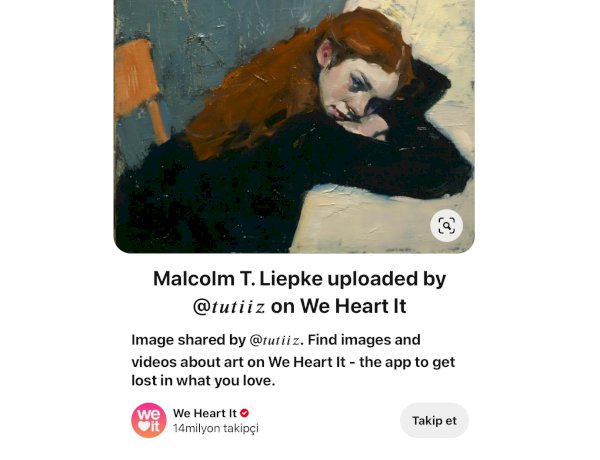 Malcolm T. Liepke uploaded by
@𝑡𝑢𝑡𝑖𝑖𝑧 on We Heart It
Image shared by @𝑡𝑢𝑡𝑖𝑖𝑧. Find images and
videos about art on We Heart It - the app to get
lost in what you love.
we
it
We Heart It
14milyon takipçi
Takip et